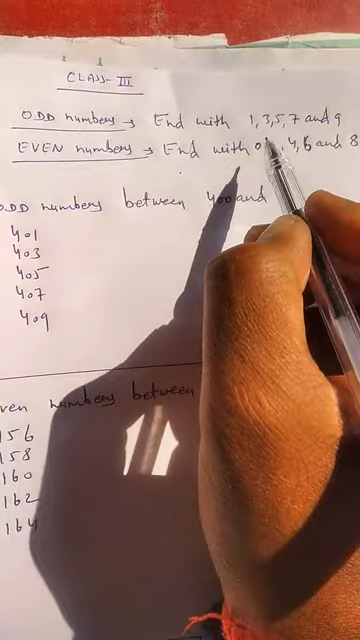 CLASS- III
ODD numbers → End with 1,3,5,7 and 9
EVEN numbers → End with 0, 4, 6 and 8
ODD numbers between 400 and
401
403
405
407
409
ven numbers between
156
158
160
162
164